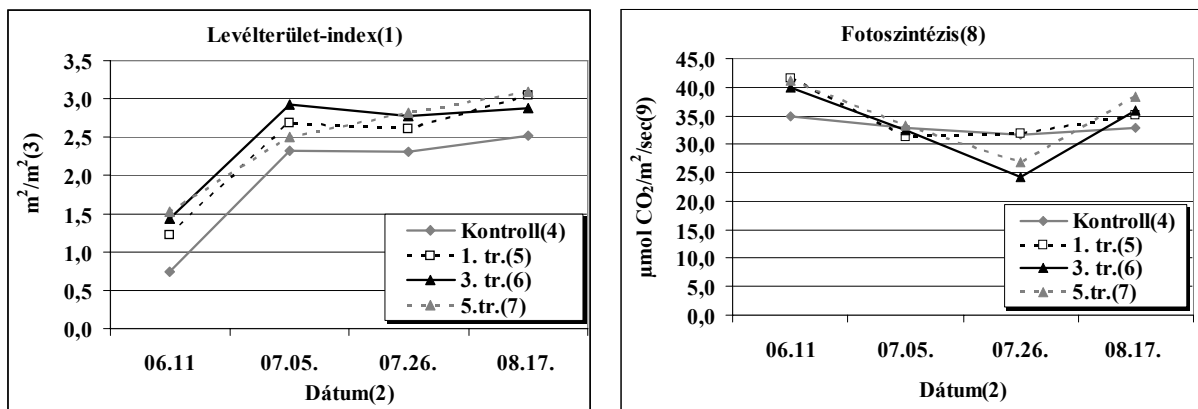 Levélterület-index(1)
3,5
3,0
2,5
2,0
1,5
1,0
0,5
0,0
m²/m²(3)
06.11
07.05.
07.26.
08.17.
Dátum(2)
Kontroll(4)
1. tr.(5)
3. tr.(6)
5.tr.(7)
Fotoszintézis(8)
45,0
40,0
35,0
30,0
25,0
20,0
15,0
10,0
5,0
0,0
µmol CO₂/m²/sec(9)
06.11
07.05.
07.26.
08.17.
Dátum(2)
Kontroll(4)
1. tr.(5)
3. tr.(6)
5.tr.(7)